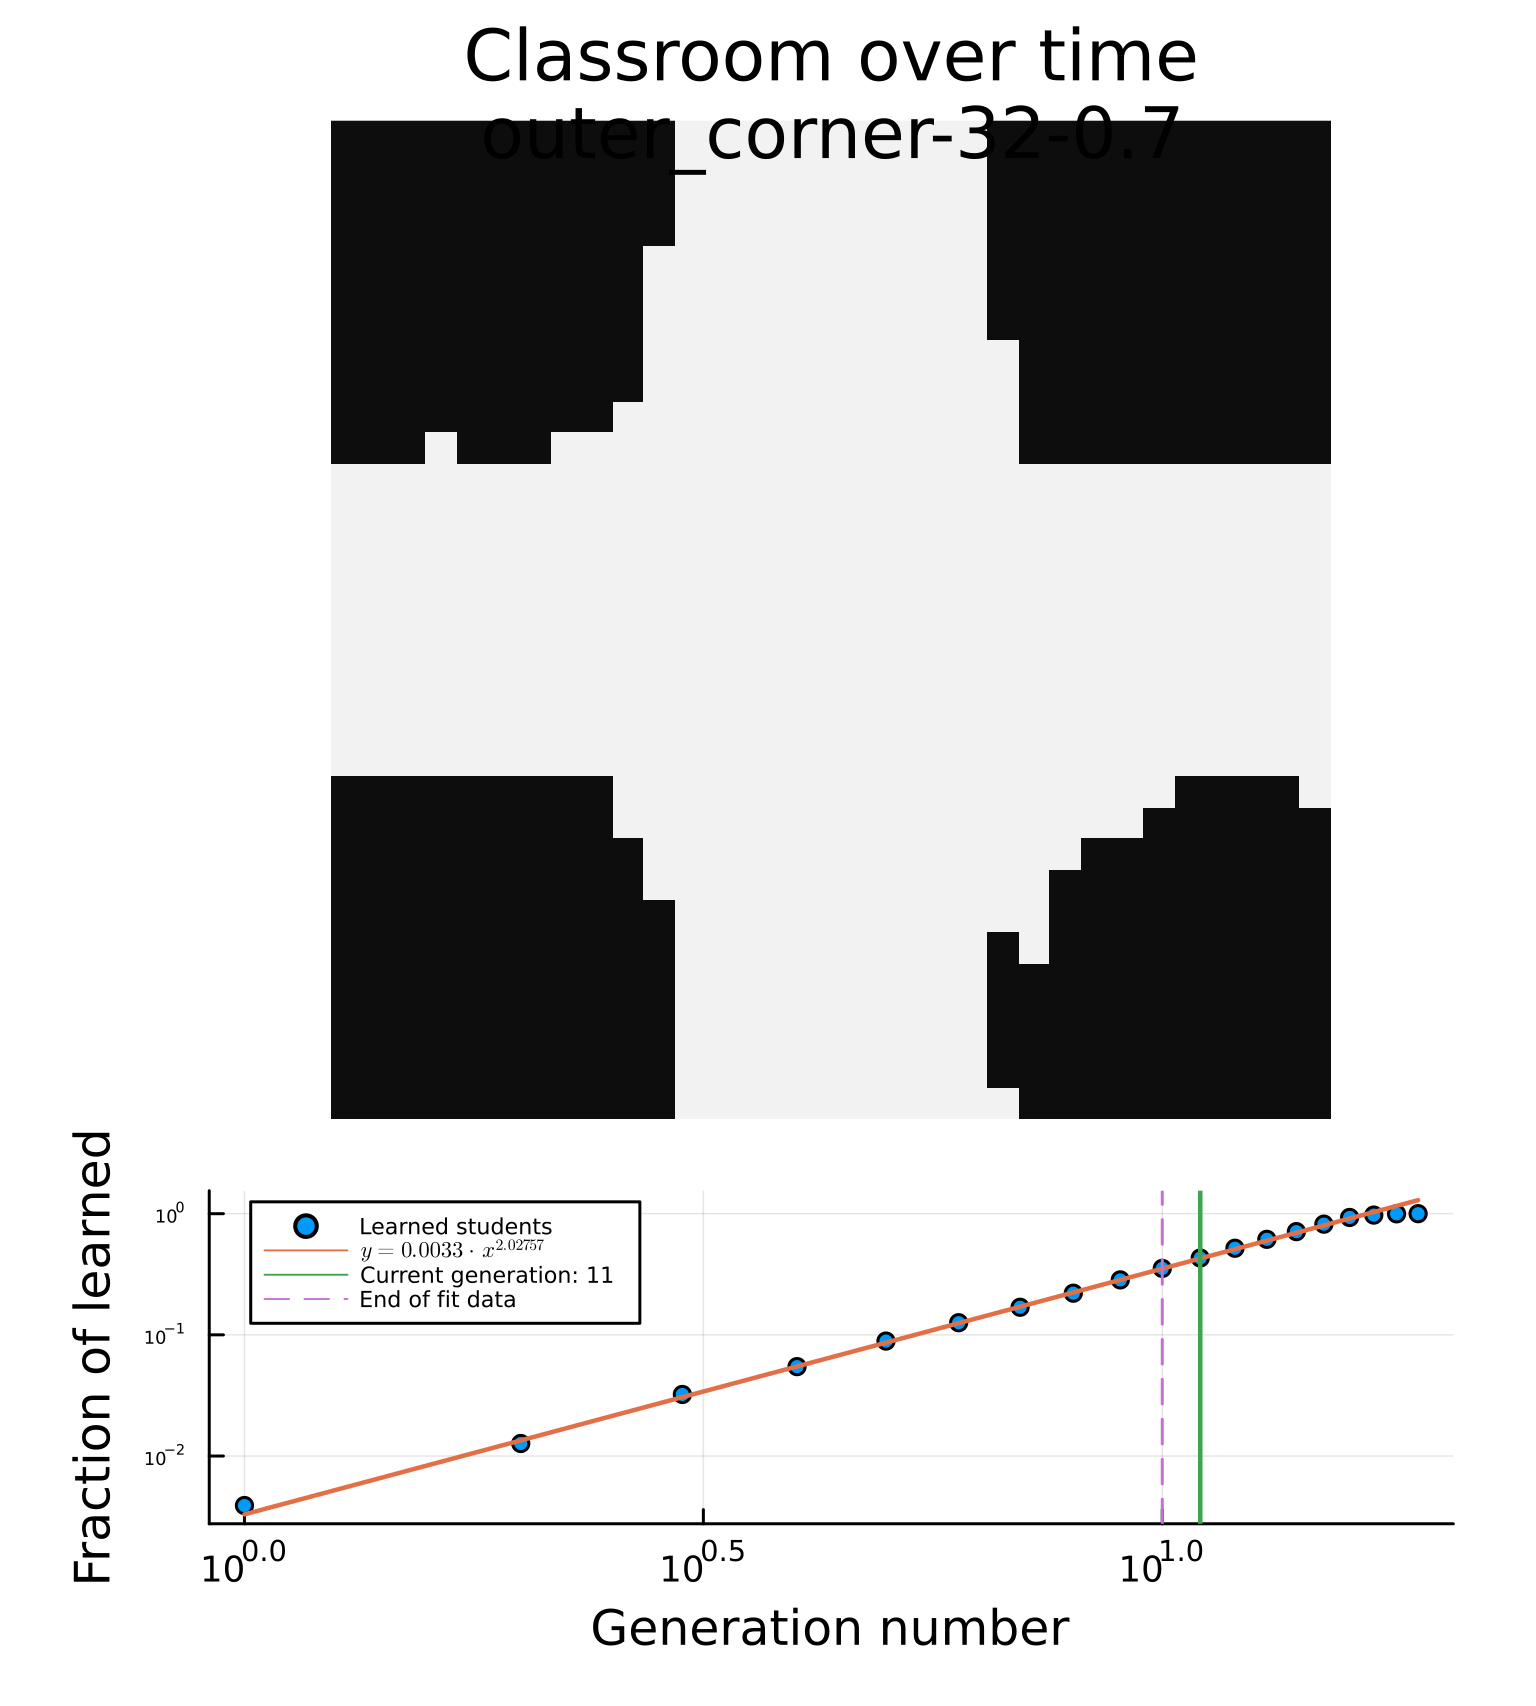 Classroom over time
outer_corner-32-0.7
Fraction of learned
10⁰
10⁻¹
10⁻²
Learned students
y = 0.0033 · x^2.02757
Current generation: 11
End of fit data
10^0.0
10^0.5
10^1.0
Generation number